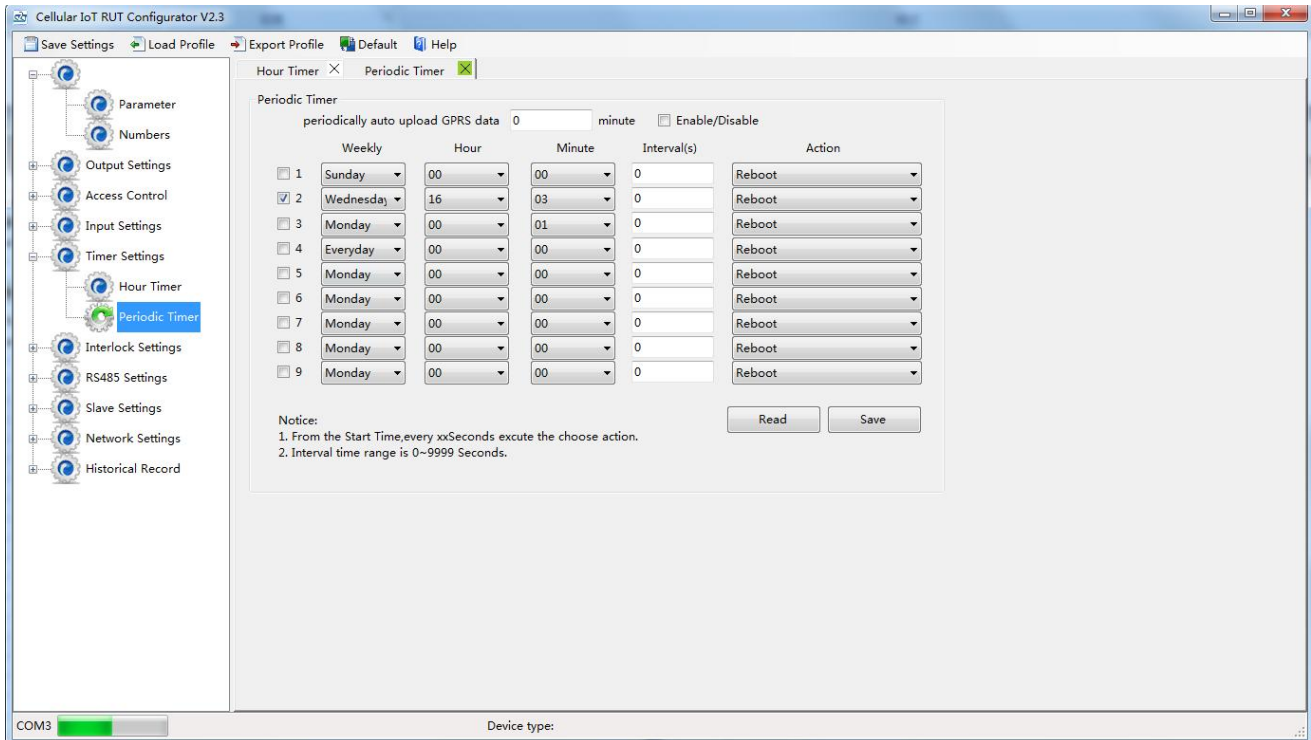 Cellular IoT RUT Configurator V2.3
Save Settings Load Profile Export Profile Default Help
Hour Timer Periodic Timer
Parameter
Numbers
Output Settings
Access Control
Input Settings
Timer Settings
Hour Timer
Periodic Timer
Interlock Settings
RS485 Settings
Slave Settings
Network Settings
Historical Record
Periodic Timer
periodically auto upload GPRS data 0 minute Enable/Disable
Weekly Hour Minute Interval(s) Action
1 Sunday 00 00 0 Reboot
2 Wednesday 16 03 0 Reboot
3 Monday 00 01 0 Reboot
4 Everyday 00 00 0 Reboot
5 Monday 00 00 0 Reboot
6 Monday 00 00 0 Reboot
7 Monday 00 00 0 Reboot
8 Monday 00 00 0 Reboot
9 Monday 00 00 0 Reboot
Read Save
Notice:
1. From the Start Time,every xxSeconds excute the choose action.
2. Interval time range is 0~9999 Seconds.
COM3 Device type: